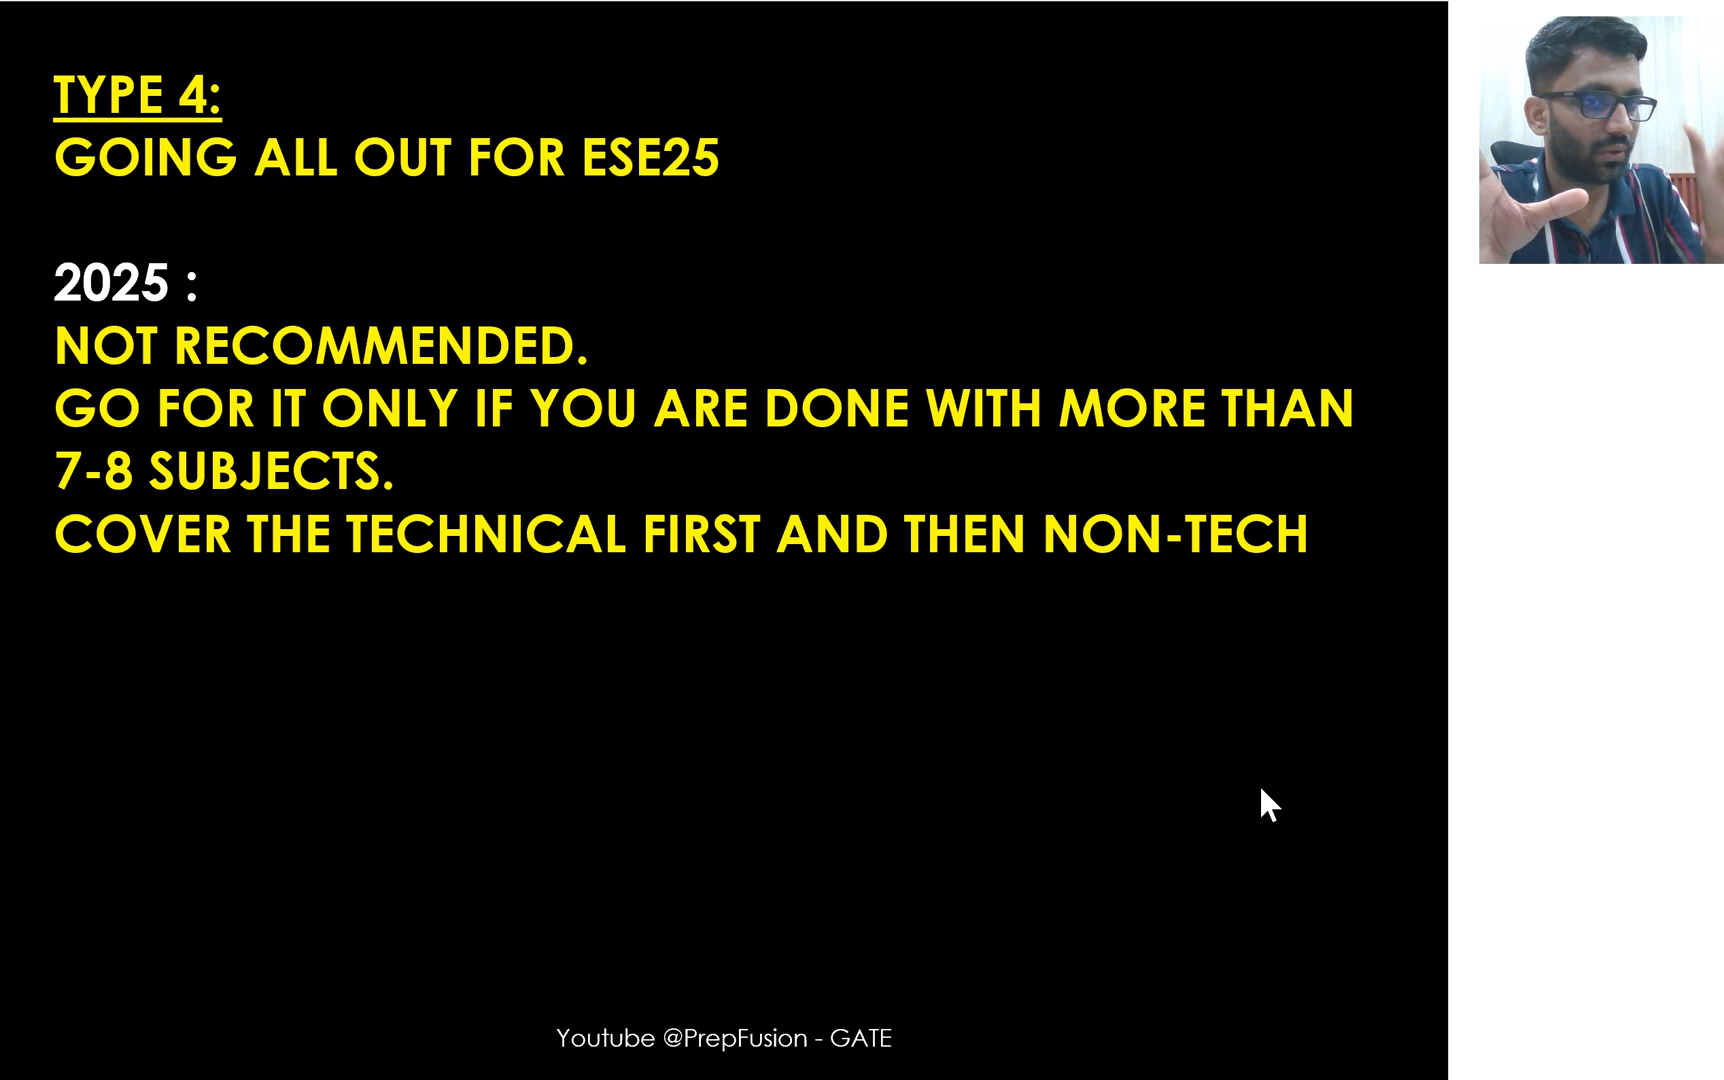 TYPE 4:
GOING ALL OUT FOR ESE25
2025 :
NOT RECOMMENDED.
GO FOR IT ONLY IF YOU ARE DONE WITH MORE THAN
7-8 SUBJECTS.
COVER THE TECHNICAL FIRST AND THEN NON-TECH
Youtube @PrepFusion - GATE